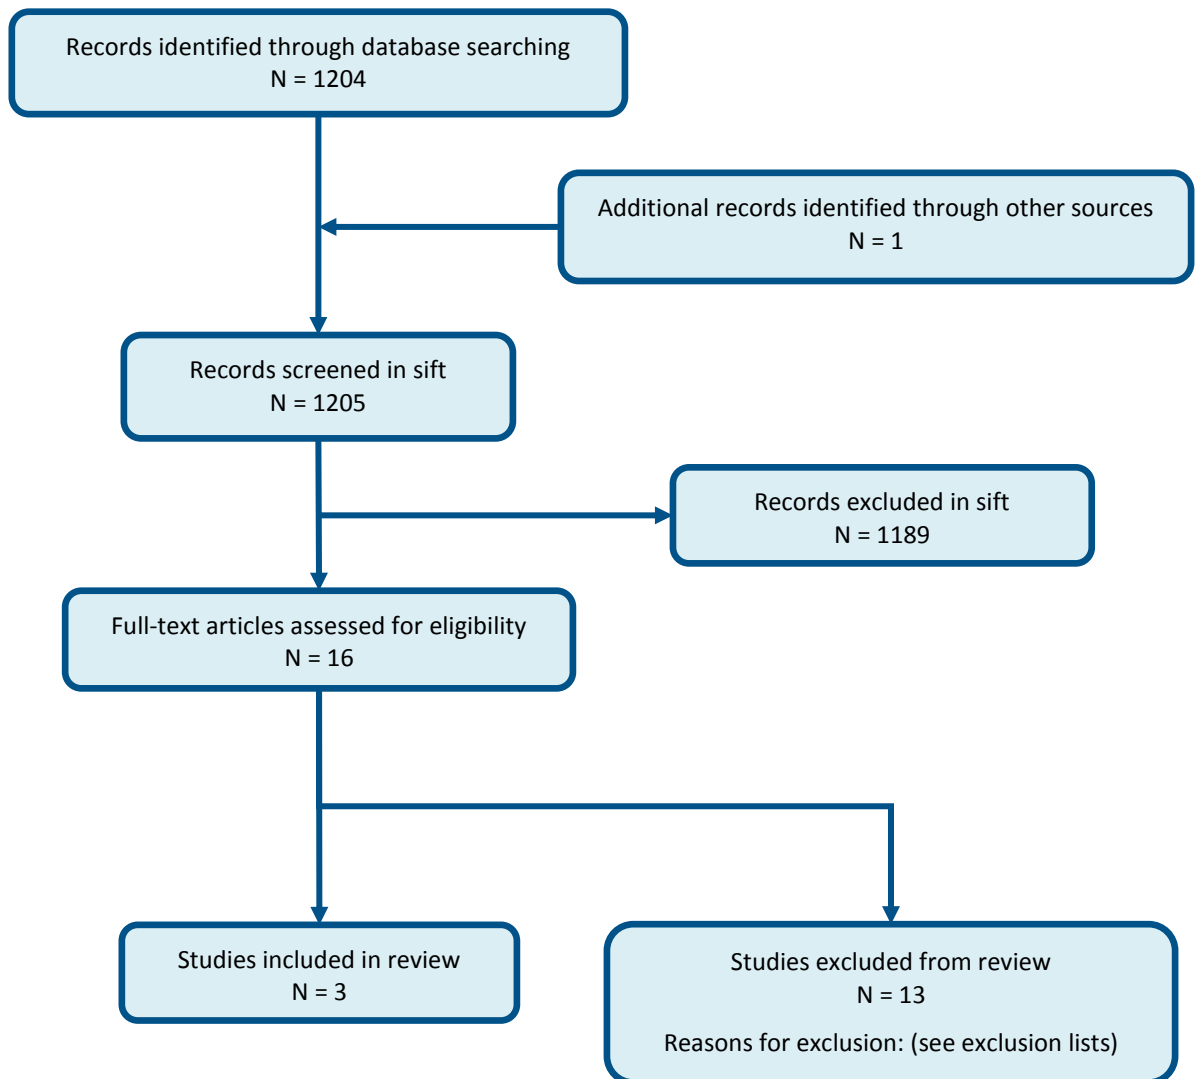 Records identified through database searching
N = 1204
Additional records identified through other sources
N = 1
Records screened in sift
N = 1205
Records excluded in sift
N = 1189
Full-text articles assessed for eligibility
N = 16
Studies included in review
N = 3
Studies excluded from review
N = 13
Reasons for exclusion: (see exclusion lists)